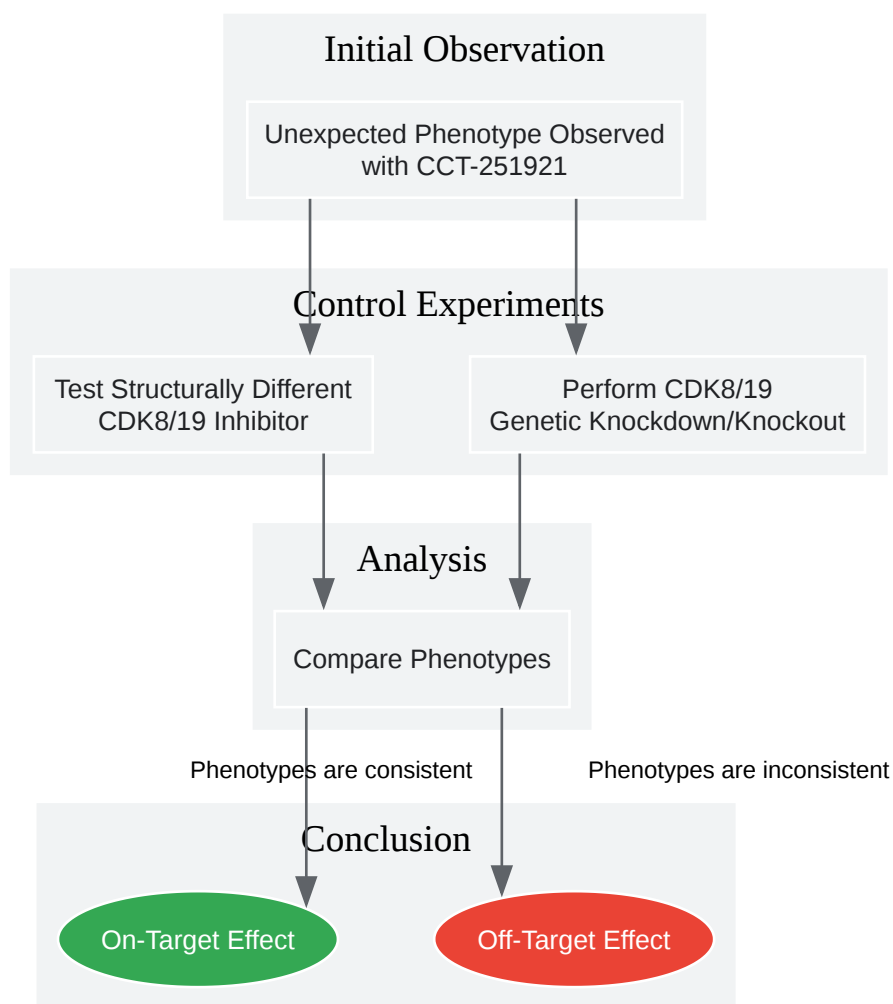 Initial Observation
Unexpected Phenotype Observed
with CCT-251921
Control Experiments
Test Structurally Different
CDK8/19 Inhibitor
Perform CDK8/19
Genetic Knockdown/Knockout
Analysis
Compare Phenotypes
Phenotypes are consistent
Phenotypes are inconsistent
Conclusion
On-Target Effect
Off-Target Effect